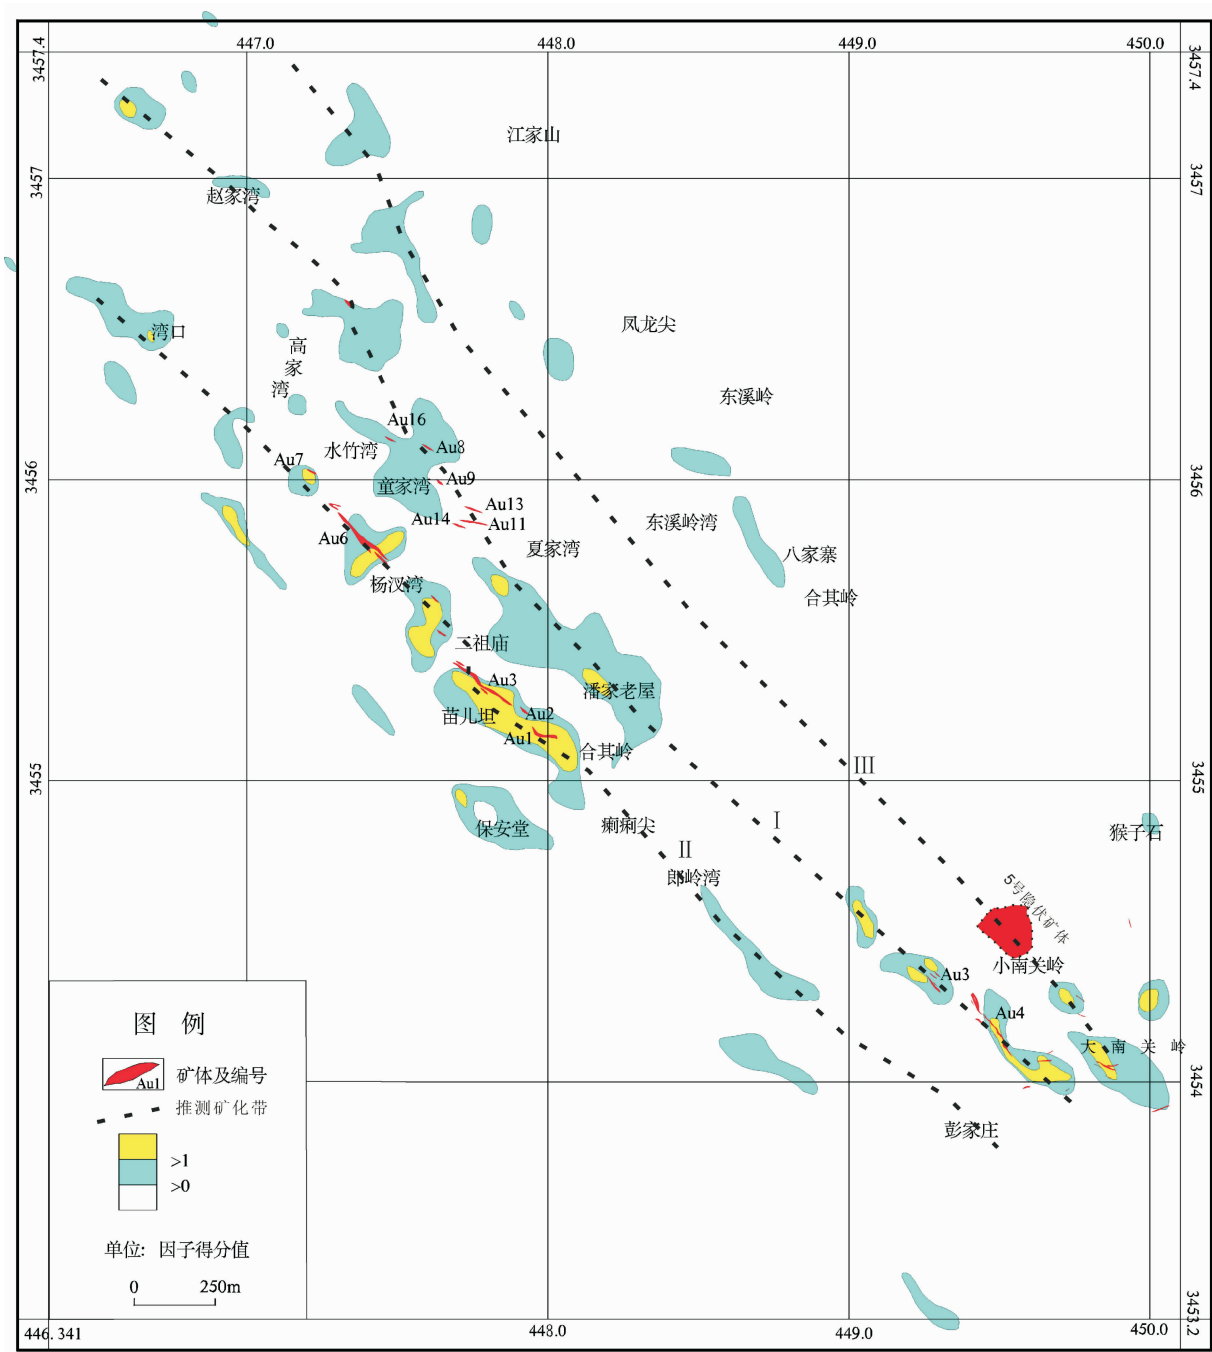 447.0
448.0
449.0
450.0
3457.4
3457.4
江家山
3457
3457
赵家湾
湾口
凤龙尖
高
家
湾
东溪岭
Au16
水竹湾
Au8
Au7
3456
童家湾
Au9
3456
Au13
Au14
Au11
东溪岭湾
Au6
夏家湾
八家寨
杨汊湾
合其岭
二祖庙
Au3
潘家老屋
苗儿坦
Au2
Au1
合其岭
III
3455
3455
保安堂
瘌痢尖
I
猴子石
II
郎岭湾
5号隐伏矿体
小南关岭
Au3
Au4
大南关岭
3454
3454
彭家庄
图 例
Au1
矿体及编号
推测矿化带
>1
>0
单位: 因子得分值
0
250m
3453.2
446.341
448.0
449.0
450.0